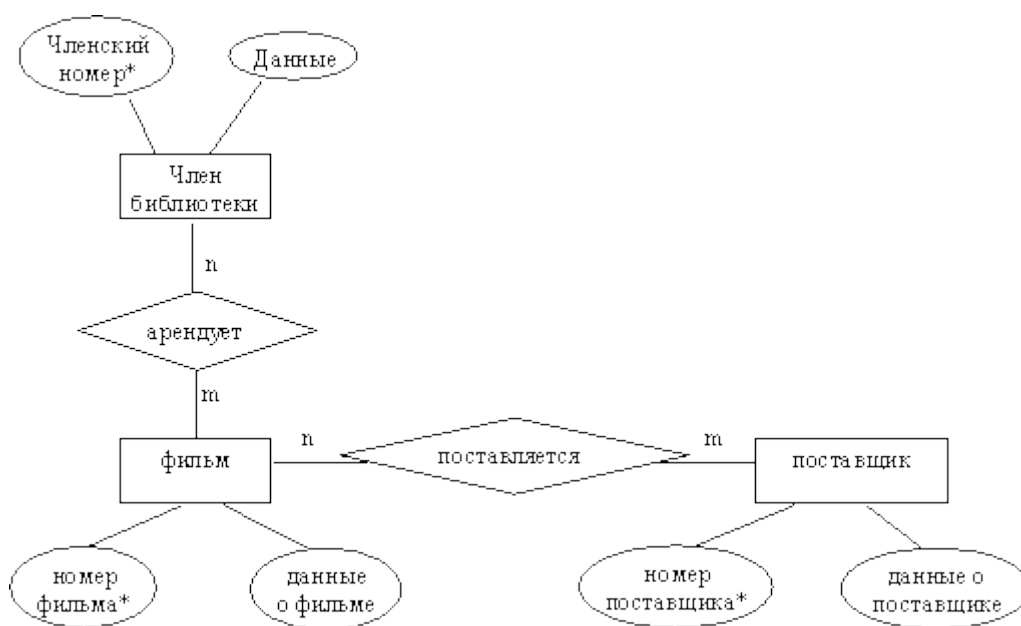 Членский
номер*
Данные
Член
библиотеки
n
арендует
m
фильм
n
поставляется
m
поставщик
номер
фильма*
данные
о фильме
номер
поставщика*
данные о
поставщике